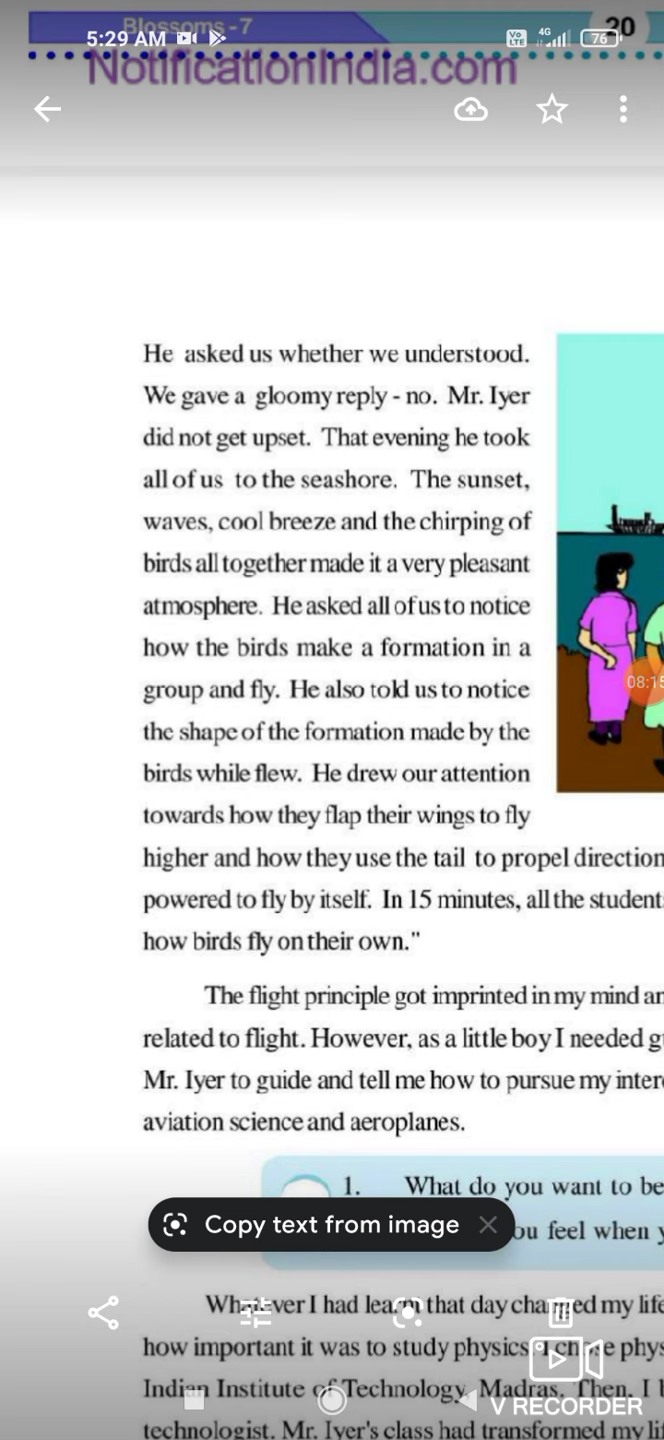 Blossoms - 7
20
5:29 AM
Vo LTE
4G
76
NotificationIndia.com
He asked us whether we understood.
We gave a gloomy reply - no. Mr. Iyer
did not get upset. That evening he took
all of us to the seashore. The sunset,
waves, cool breeze and the chirping of
birds all together made it a very pleasant
atmosphere. He asked all of us to notice
how the birds make a formation in a
group and fly. He also told us to notice
08:15
the shape of the formation made by the
birds while flew. He drew our attention
towards how they flap their wings to fly
higher and how they use the tail to propel direction
powered to fly by itself. In 15 minutes, all the student
how birds fly on their own."
The flight principle got imprinted in my mind
related to flight. However, as a little boy I needed
Mr. Iyer to guide and tell me how to pursue my
aviation science and aeroplanes.
1. What do you want to be
Copy text from image
you feel when
Whatever I had learnt that day changed my life
how important it was to study physics. I chose
Indian Institute of Technology, Madras. Then, I
V RECORDER
technologist. Mr. Iyer's class had transformed my